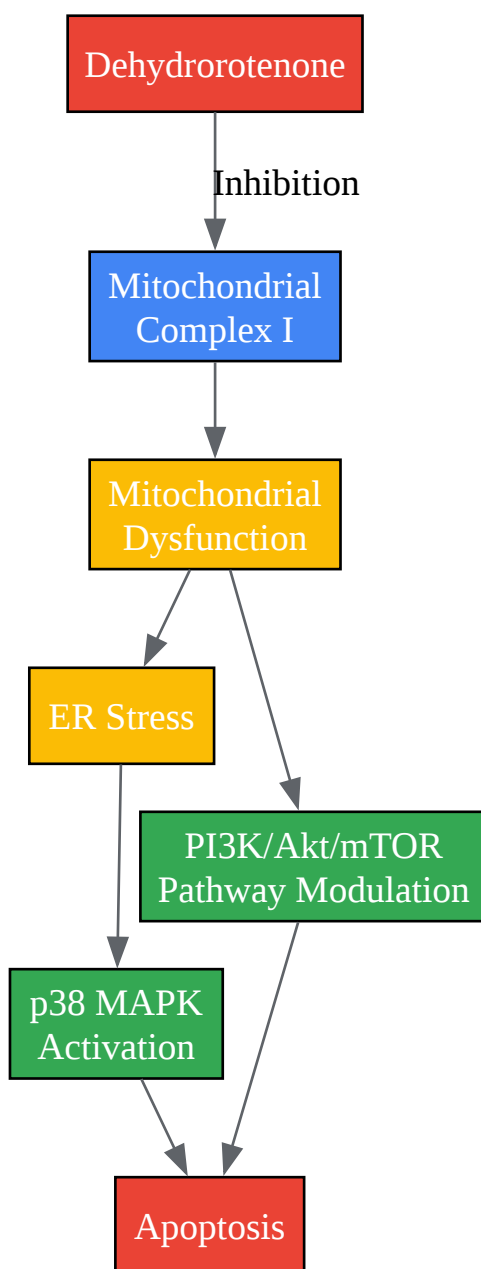 Dehydrorotenone
Inhibition
Mitochondrial
Complex I
Mitochondrial
Dysfunction
ER Stress
PI3K/Akt/mTOR
Pathway Modulation
p38 MAPK
Activation
Apoptosis